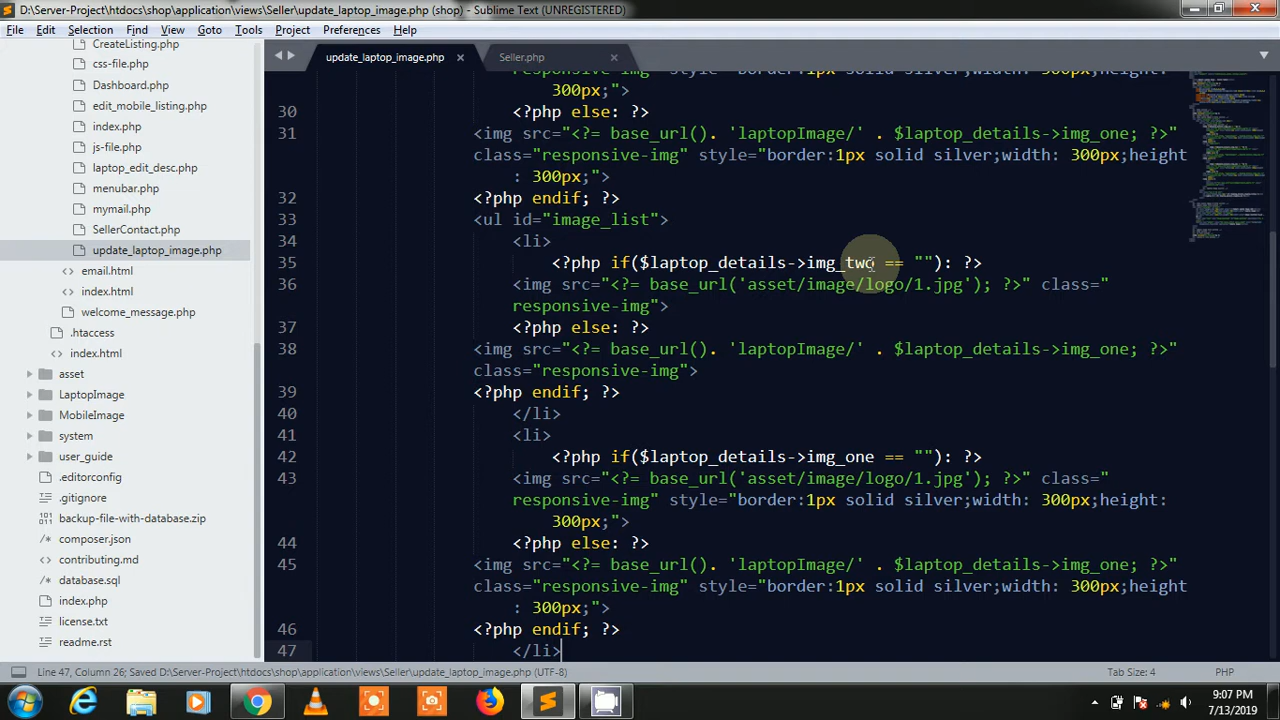 D:\Server-Project\htdocs\shop\application\views\Seller\update_laptop_image.php (shop) - Sublime Text (UNREGISTERED)
File Edit Selection Find View Goto Tools Project Preferences Help
CreateListing.php
css-file.php
Dashboard.php
edit_mobile_listing.php
index.php
js-file.php
laptop_edit_desc.php
menubar.php
mymail.php
SellerContact.php
update_laptop_image.php
email.html
index.html
welcome_message.php
.htaccess
index.html
asset
LaptopImage
MobileImage
system
user_guide
.editorconfig
.gitignore
backup-file-with-database.zip
composer.json
contributing.md
database.sql
index.php
license.txt
readme.rst
update_laptop_image.php
Seller.php
responsive-img" style="border:1px solid silver;width: 300px;height:
300px;">
30 <?php else: ?>
31 <img src="<?= base_url(). 'laptopImage/' . $laptop_details->img_one; ?>"
class="responsive-img" style="border:1px solid silver;width: 300px;height
: 300px;">
32 <?php endif; ?>
33 <ul id="image_list">
34 <li>
35 <?php if($laptop_details->img_two == ""): ?>
36 <img src="<?= base_url('asset/image/logo/1.jpg'); ?>" class="
responsive-img">
37 <?php else: ?>
38 <img src="<?= base_url(). 'laptopImage/' . $laptop_details->img_one; ?>"
class="responsive-img">
39 <?php endif; ?>
40 </li>
41 <li>
42 <?php if($laptop_details->img_one == ""): ?>
43 <img src="<?= base_url('asset/image/logo/1.jpg'); ?>" class="
responsive-img" style="border:1px solid silver;width: 300px;height:
300px;">
44 <?php else: ?>
45 <img src="<?= base_url(). 'laptopImage/' . $laptop_details->img_one; ?>"
class="responsive-img" style="border:1px solid silver;width: 300px;height
: 300px;">
46 <?php endif; ?>
47 </li>
Line 47, Column 26; Saved D:\Server-Project\htdocs\shop\application\views\Seller\update_laptop_image.php (UTF-8)
Tab Size: 4
PHP
9:07 PM
7/13/2019